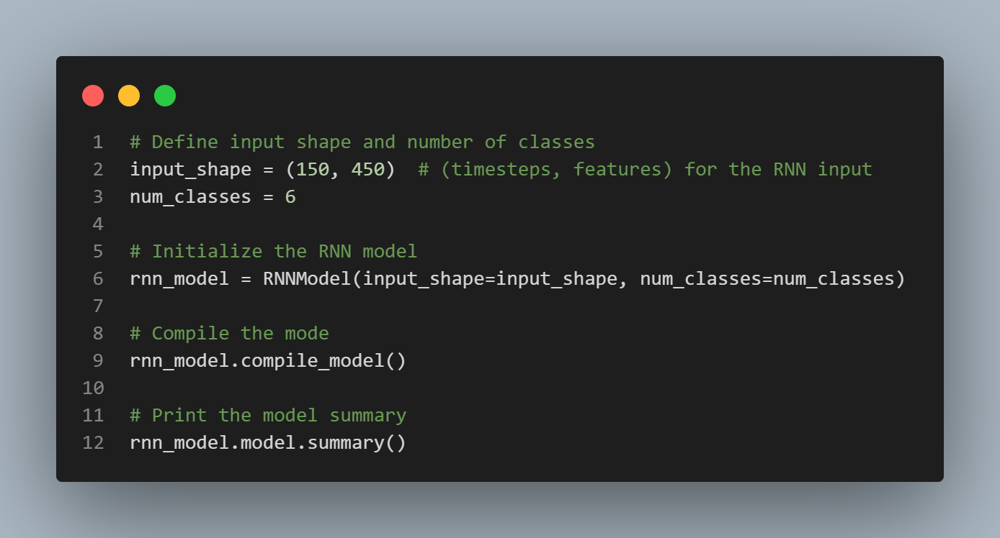 1 # Define input shape and number of classes
2 input_shape = (150, 450)  # (timesteps, features) for the RNN input
3 num_classes = 6
4
5 # Initialize the RNN model
6 rnn_model = RNNModel(input_shape=input_shape, num_classes=num_classes)
7
8 # Compile the mode
9 rnn_model.compile_model()
10
11 # Print the model summary
12 rnn_model.model.summary()